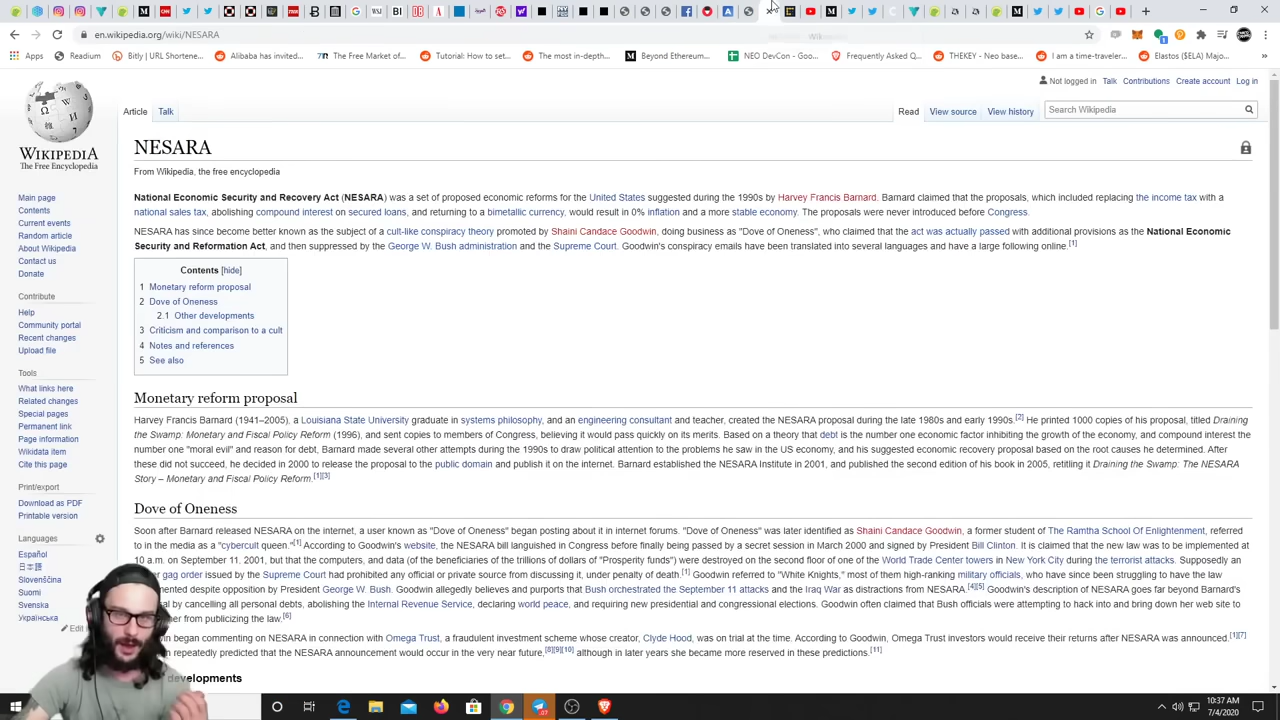 en.wikipedia.org/wiki/NESARA
Apps
Readium
Bitly | URL Shortene...
Alibaba has invited...
The Free Market of...
Tutorial: How to set...
The most in-depth...
Beyond Ethereum...
NEO DevCon - Goo...
Frequently Asked Q...
THEKEY - Neo base...
I am a time-traveler...
Elastos ($ELA) Majo...
Not logged in Talk Contributions Create account Log in
Article Talk
Read View source View history
Search Wikipedia
WIKIPEDIA
The Free Encyclopedia
Main page
Contents
Current events
Random article
About Wikipedia
Contact us
Donate
Contribute
Help
Community portal
Recent changes
Upload file
Tools
What links here
Related changes
Special pages
Permanent link
Page information
Wikidata item
Cite this page
Print/export
Download as PDF
Printable version
Languages
Español
日本語
Slovenščina
Suomi
Svenska
Українська
Edit
NESARA
From Wikipedia, the free encyclopedia
National Economic Security and Recovery Act (NESARA) was a set of proposed economic reforms for the United States suggested during the 1990s by Harvey Francis Barnard. Barnard claimed that the proposals, which included replacing the income tax with a
national sales tax, abolishing compound interest on secured loans, and returning to a bimetallic currency, would result in 0% inflation and a more stable economy. The proposals were never introduced before Congress.
NESARA has since become better known as the subject of a cult-like conspiracy theory promoted by Shaini Candace Goodwin, doing business as "Dove of Oneness", who claimed that the act was actually passed with additional provisions as the National Economic
Security and Reformation Act, and then suppressed by the George W. Bush administration and the Supreme Court. Goodwin's conspiracy emails have been translated into several languages and have a large following online.[1]
Contents [hide]
1 Monetary reform proposal
2 Dove of Oneness
2.1 Other developments
3 Criticism and comparison to a cult
4 Notes and references
5 See also
Monetary reform proposal
Harvey Francis Barnard (1941–2005), a Louisiana State University graduate in systems philosophy, and an engineering consultant and teacher, created the NESARA proposal during the late 1980s and early 1990s.[2] He printed 1000 copies of his proposal, titled Draining
the Swamp: Monetary and Fiscal Policy Reform (1996), and sent copies to members of Congress, believing it would pass quickly on its merits. Based on a theory that debt is the number one economic factor inhibiting the growth of the economy, and compound interest the
number one "moral evil" and reason for debt, Barnard made several other attempts during the 1990s to draw political attention to the problems he saw in the US economy, and his suggested economic recovery proposal based on the root causes he determined. After
these did not succeed, he decided in 2000 to release the proposal to the public domain and publish it on the internet. Barnard established the NESARA Institute in 2001, and published the second edition of his book in 2005, retitling it Draining the Swamp: The NESARA
Story – Monetary and Fiscal Policy Reform.[1][3]
Dove of Oneness
Soon after Barnard released NESARA on the internet, a user known as "Dove of Oneness" began posting about it in internet forums. "Dove of Oneness" was later identified as Shaini Candace Goodwin, a former student of The Ramtha School Of Enlightenment, referred
to in the media as a "cybercult queen."[1] According to Goodwin's website, the NESARA bill languished in Congress before finally being passed by a secret session in March 2000 and signed by President Bill Clinton. It is claimed that the new law was to be implemented at
10 a.m. on September 11, 2001, but that the computers, and data (of the beneficiaries of the trillions of dollars of "Prosperity funds") were destroyed on the second floor of one of the World Trade Center towers in New York City during the terrorist attacks. Supposedly an
gag order issued by the Supreme Court had prohibited any official or private source from discussing it, under penalty of death.[1] Goodwin referred to "White Knights," most of them high-ranking military officials, who have since been struggling to have the law
mented despite opposition by President George W. Bush. Goodwin allegedly believes and purports that Bush orchestrated the September 11 attacks and the Iraq War as distractions from NESARA.[4][5] Goodwin's description of NESARA goes far beyond Barnard's
by cancelling all personal debts, abolishing the Internal Revenue Service, declaring world peace, and requiring new presidential and congressional elections. Goodwin often claimed that Bush officials were attempting to hack into and bring down her web site to
from publicizing the law.[6]
began commenting on NESARA in connection with Omega Trust, a fraudulent investment scheme whose creator, Clyde Hood, was on trial at the time. According to Goodwin, Omega Trust investors would receive their returns after NESARA was announced.[1][7]
repeatedly predicted that the NESARA announcement would occur in the very near future,[8][9][10] although in later years she became more reserved in these predictions.[11]
developments
10:37 AM
7/4/2020